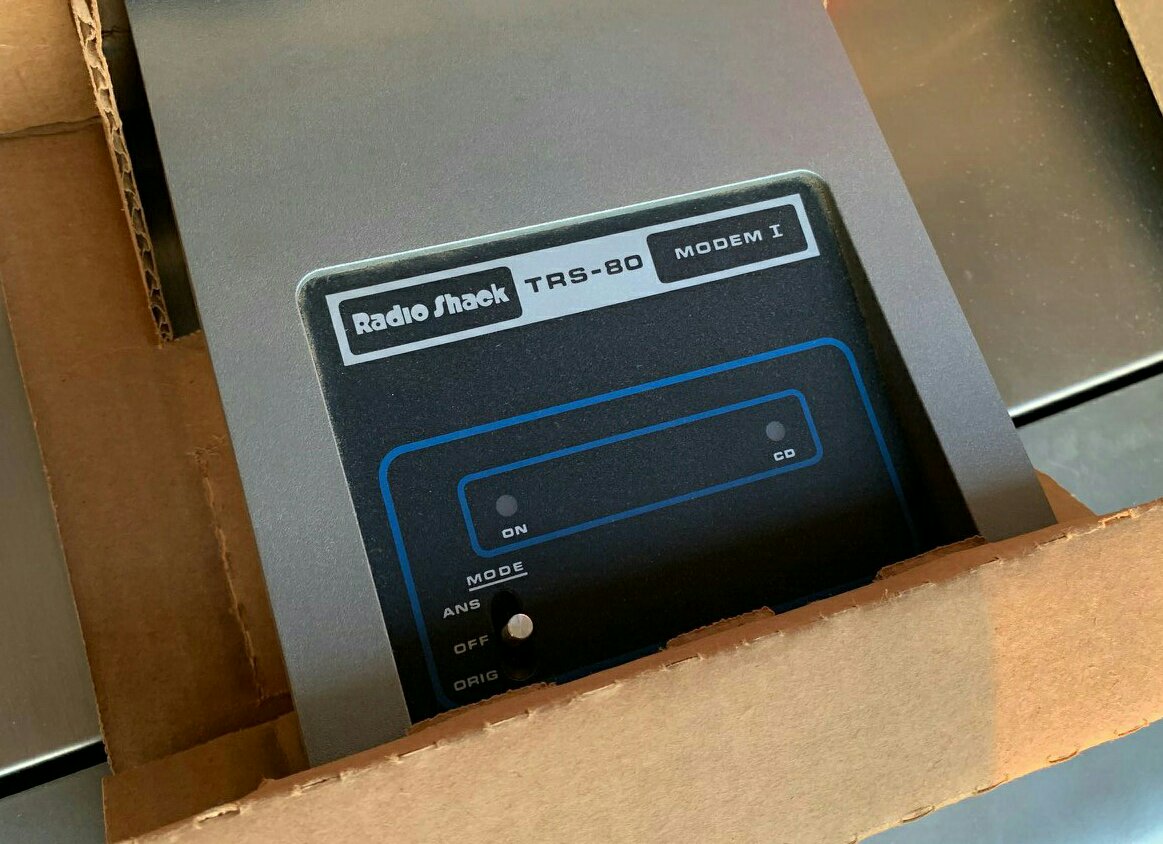 Radio Shack TRS-80 MODEM I
ON
CD
MODE
ANS
OFF
ORIG